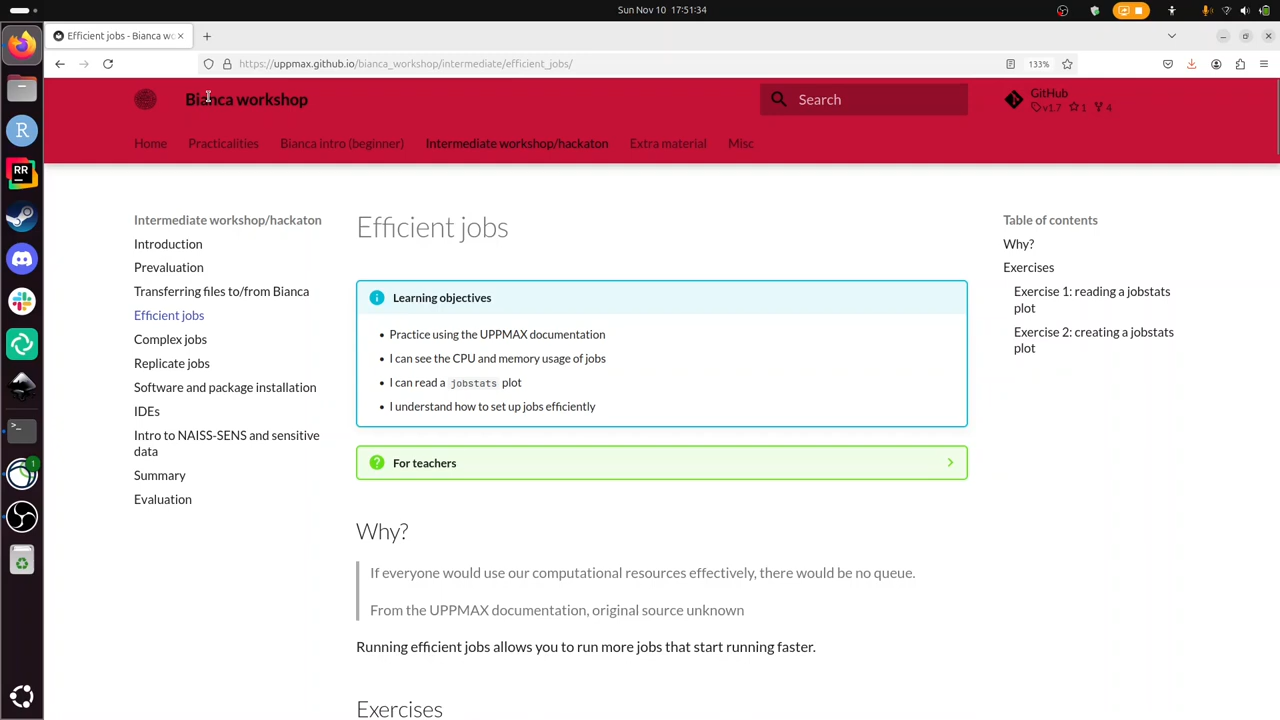 Sun Nov 10 17:51:34
Efficient jobs - Bianca wo
https://uppmax.github.io/bianca_workshop/intermediate/efficient_jobs/
133%
Bianca workshop
Search
GitHub
v1.7 1 4
Home Practicalities Bianca intro (beginner) Intermediate workshop/hackaton Extra material Misc
Intermediate workshop/hackaton
Introduction
Prevaluation
Transferring files to/from Bianca
Efficient jobs
Complex jobs
Replicate jobs
Software and package installation
IDEs
Intro to NAISS-SENS and sensitive
data
Summary
Evaluation
Efficient jobs
Learning objectives
• Practice using the UPPMAX documentation
• I can see the CPU and memory usage of jobs
• I can read a jobstats plot
• I understand how to set up jobs efficiently
For teachers
Why?
If everyone would use our computational resources effectively, there would be no queue.
From the UPPMAX documentation, original source unknown
Running efficient jobs allows you to run more jobs that start running faster.
Exercises
Table of contents
Why?
Exercises
Exercise 1: reading a jobstats
plot
Exercise 2: creating a jobstats
plot
R
RR
1